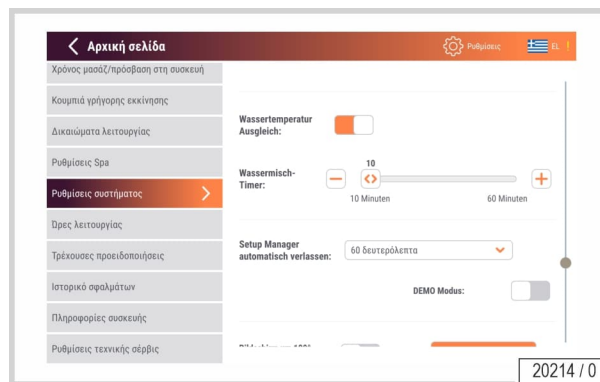 Αρχική σελίδα
Ρυθμίσεις
EL
Χρόνος μασάζ/πρόσβαση στη συσκευή
Κουμπιά γρήγορης εκκίνησης
Δικαιώματα λειτουργίας
Ρυθμίσεις Spa
Ρυθμίσεις συστήματος
Ώρες λειτουργίας
Τρέχουσες προειδοποιήσεις
Ιστορικό σφαλμάτων
Πληροφορίες συσκευής
Ρυθμίσεις τεχνικής σέρβις
Wassertemperatur
Ausgleich:
Wassermisch-
Timer:
10
10 Minuten
60 Minuten
Setup Manager
automatisch verlassen:
60 δευτερόλεπτα
DEMO Modus:
20214 / 0